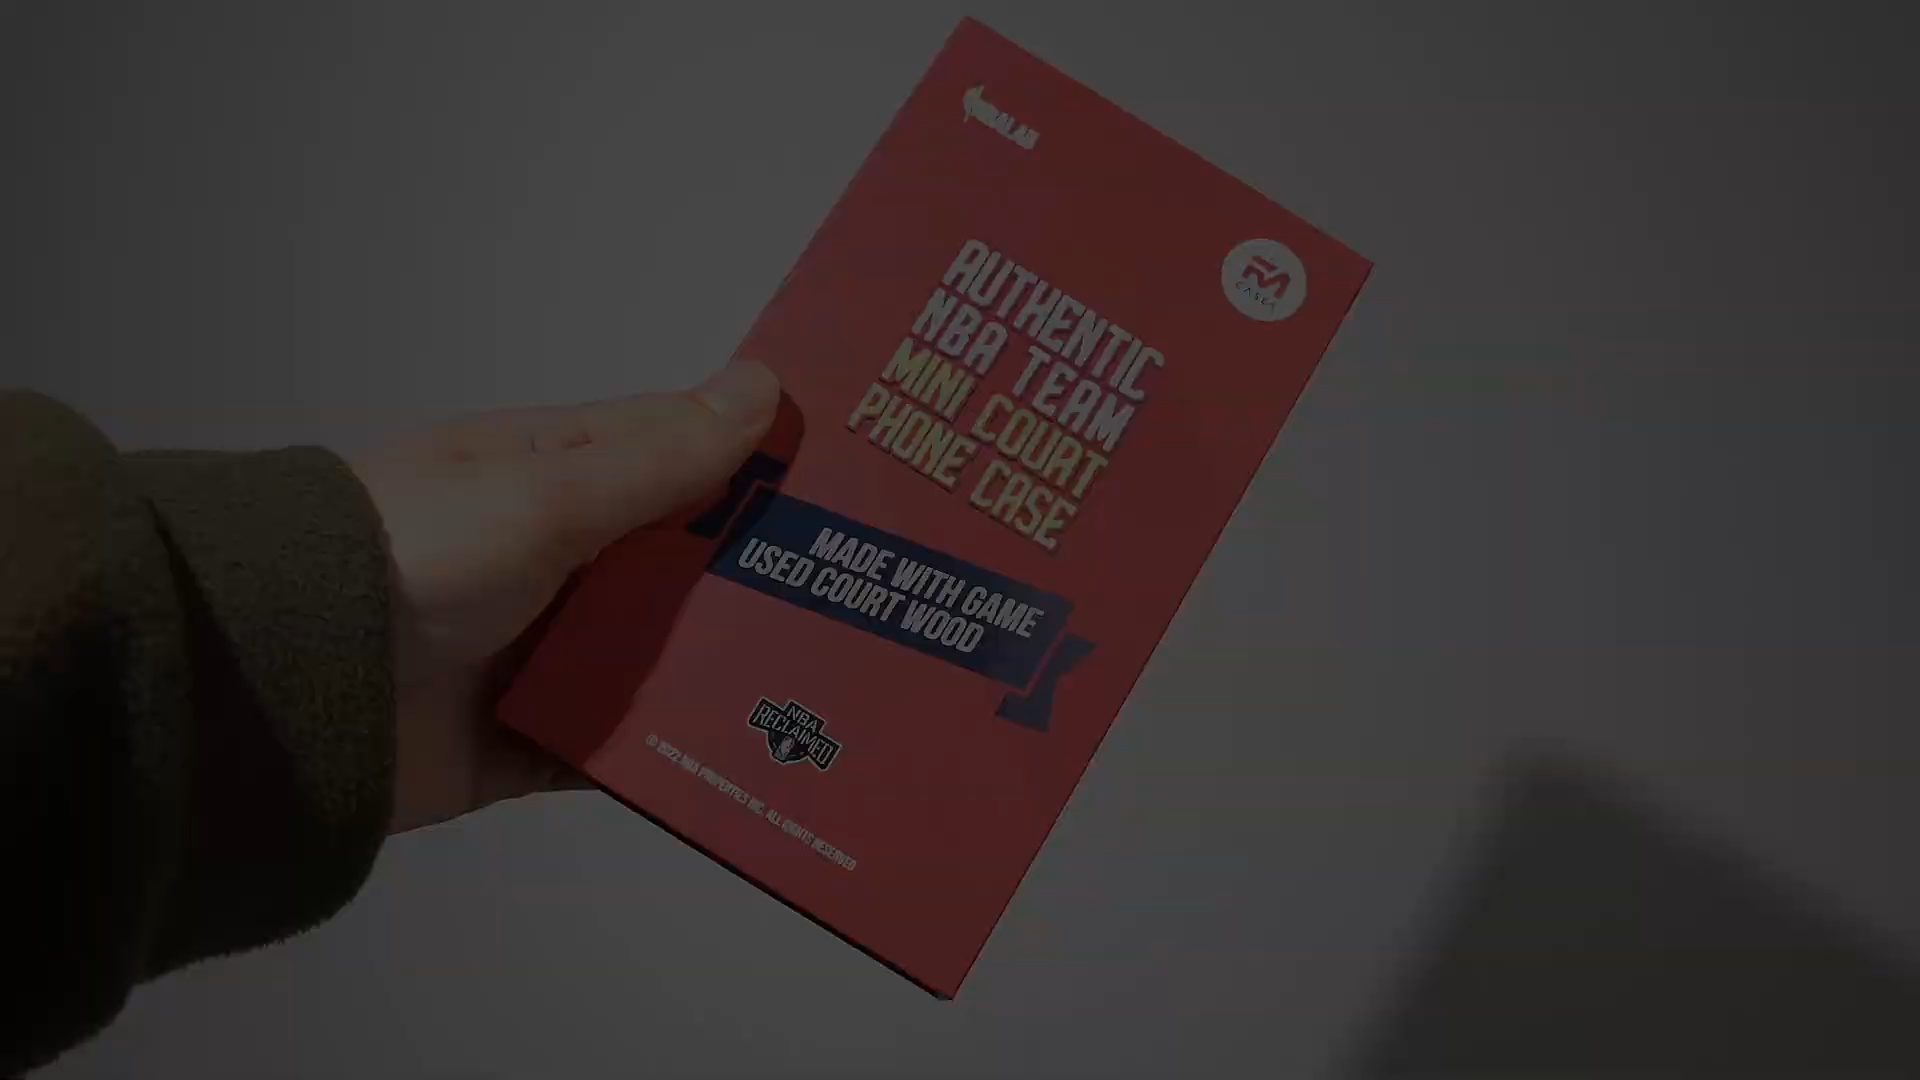 NBALAB
CASES
AUTHENTIC
NBA TEAM
MINI COURT
PHONE CASE
MADE WITH GAME
USED COURT WOOD
NBA
RECLAIMED
© 2022 NBA PROPERTIES INC. ALL RIGHTS RESERVED